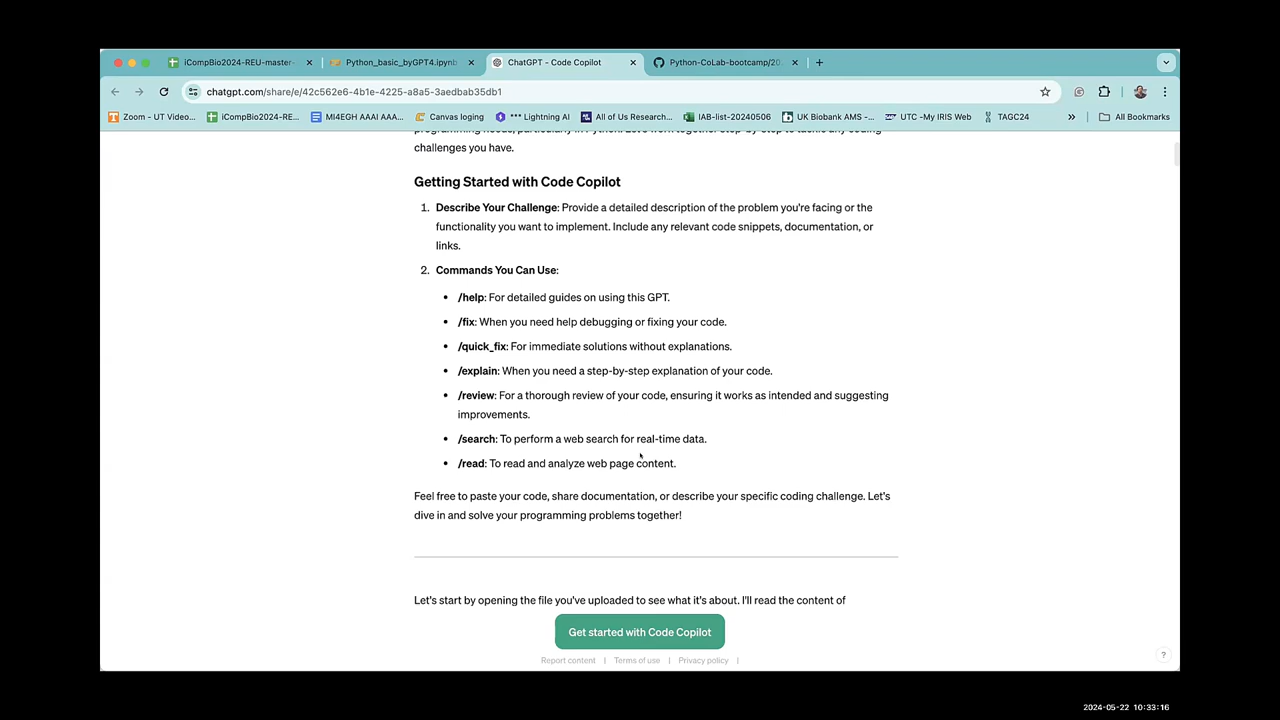 iCompBio2024-REU-master-
Python_basic_byGPT4.ipynb
ChatGPT - Code Copilot
Python-CoLab-bootcamp/20
chatgpt.com/share/e/42c562e6-4b1e-4225-a8a5-3aedbab35db1
Zoom - UT Video... iCompBio2024-RE... MI4EGH AAAI AAA... Canvas loging *** Lightning AI All of Us Research... IAB-list-20240506 UK Biobank AMS -... UTC -My IRIS Web TAGC24 » All Bookmarks
challenges you have.
Getting Started with Code Copilot
1. Describe Your Challenge: Provide a detailed description of the problem you're facing or the
functionality you want to implement. Include any relevant code snippets, documentation, or
links.
2. Commands You Can Use:
• /help: For detailed guides on using this GPT.
• /fix: When you need help debugging or fixing your code.
• /quick_fix: For immediate solutions without explanations.
• /explain: When you need a step-by-step explanation of your code.
• /review: For a thorough review of your code, ensuring it works as intended and suggesting
improvements.
• /search: To perform a web search for real-time data.
• /read: To read and analyze web page content.
Feel free to paste your code, share documentation, or describe your specific coding challenge. Let's
dive in and solve your programming problems together!
Let's start by opening the file you've uploaded to see what it's about. I'll read the content of
Get started with Code Copilot
Report content | Terms of use | Privacy policy |
?
2024-05-22 10:33:16